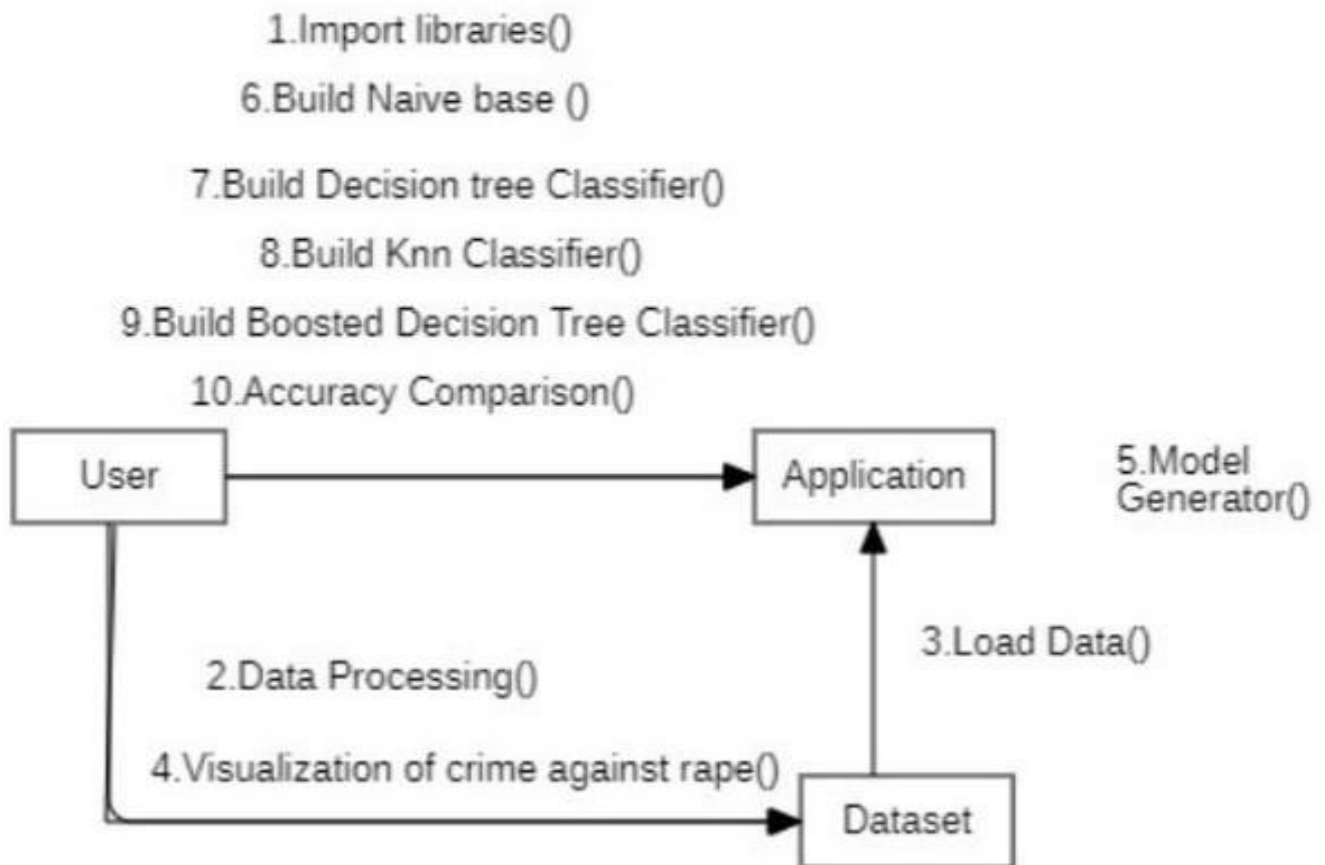 1.Import libraries()
6.Build Naive base ()
7.Build Decision tree Classifier()
8.Build Knn Classifier()
9.Build Boosted Decision Tree Classifier()
10.Accuracy Comparison()
User
Application
5.Model
Generator()
3.Load Data()
2.Data Processing()
4.Visualization of crime against rape()
Dataset